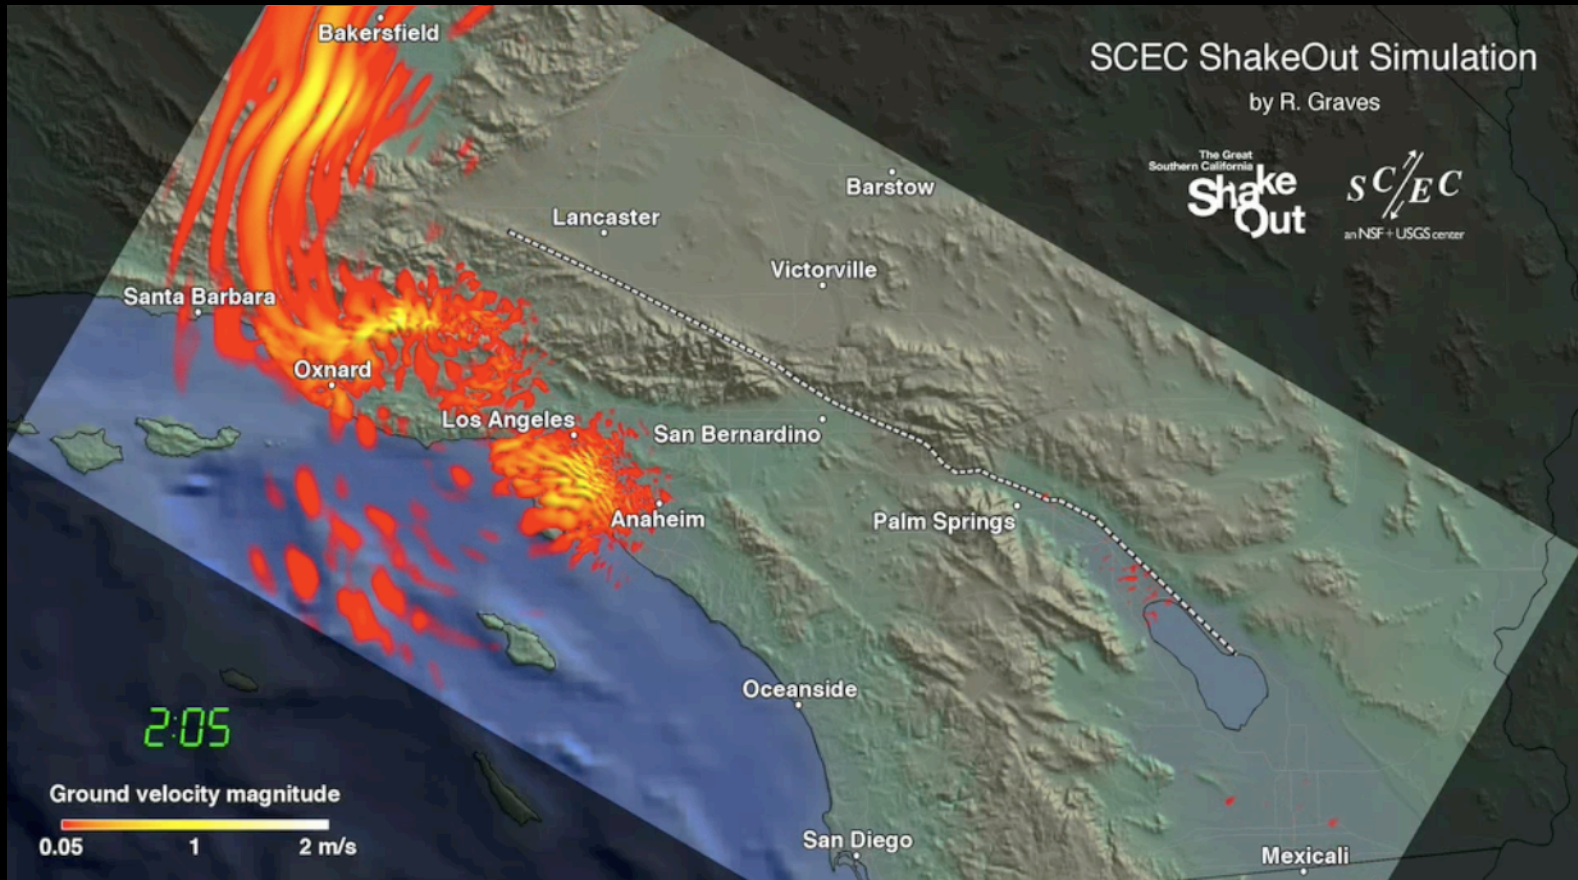 Bakersfield
SCEC ShakeOut Simulation
by R. Graves
The Great
Southern California
Shake
Out
S C E C
an NSF + USGS center
Barstow
Lancaster
Victorville
Santa Barbara
Oxnard
Los Angeles
San Bernardino
Anaheim
Palm Springs
Oceanside
2:05
Ground velocity magnitude
0.05 1 2 m/s
San Diego
Mexicali